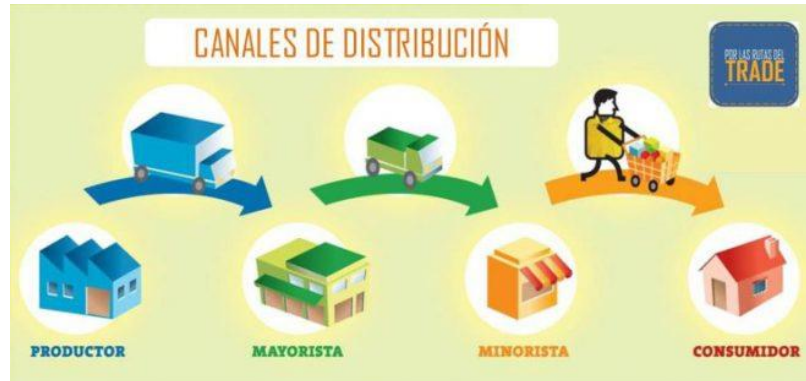 CANALES DE DISTRIBUCIÓN
POR LAS RUTAS DEL
TRADE
PRODUCTOR
MAYORISTA
MINORISTA
CONSUMIDOR